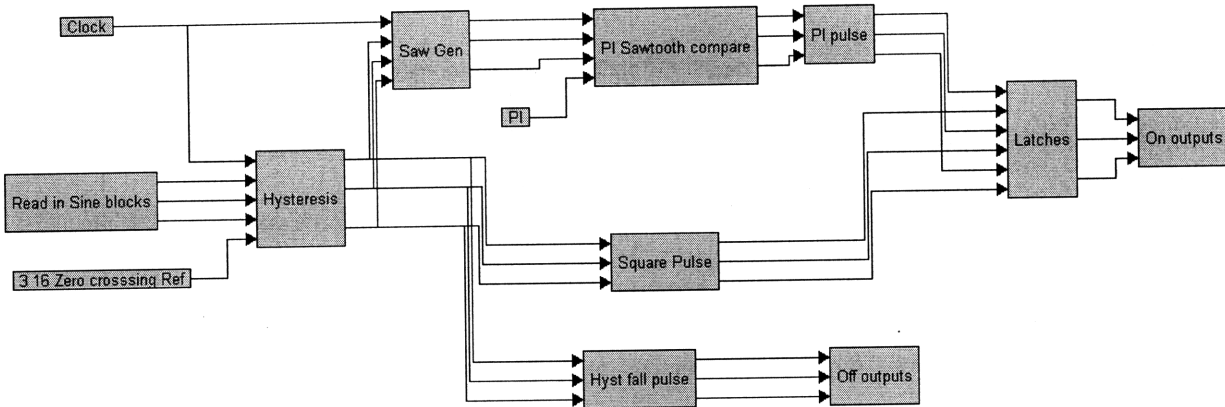 Clock
Saw Gen
PI Sawtooth compare
PI pulse
PI
Latches
On outputs
Read in Sine blocks
Hysteresis
3 16 Zero crosssing Ref
Square Pulse
Hyst fall pulse
Off outputs